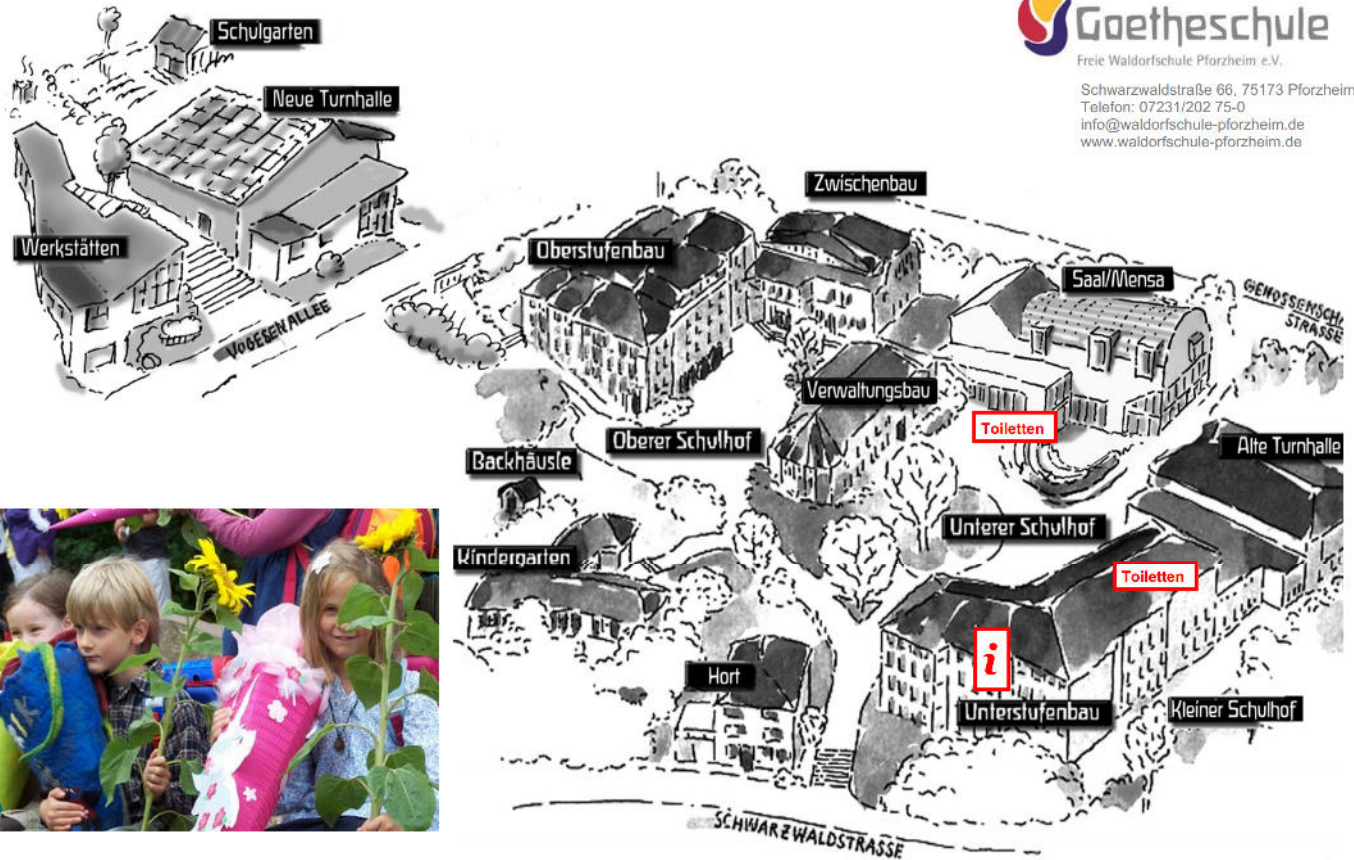 Goetheschule
Freie Waldorfschule Pforzheim e.V.
Schwarzwaldstraße 66, 75173 Pforzheim
Telefon: 07231/202 75-0
info@waldorfschule-pforzheim.de
www.waldorfschule-pforzheim.de
Schulgarten
Neue Turnhalle
Werkstätten
VOGESENALLEE
Zwischenbau
Oberstufenbau
Saal/Mensa
STRASSE
Verwaltungsbau
Toiletten
Oberer Schulhof
Alte Turnhalle
Backhäusle
Unterer Schulhof
Kindergarten
Toiletten
i
Hort
Unterstufenbau
Kleiner Schulhof
SCHWARZWALDSTRASSE